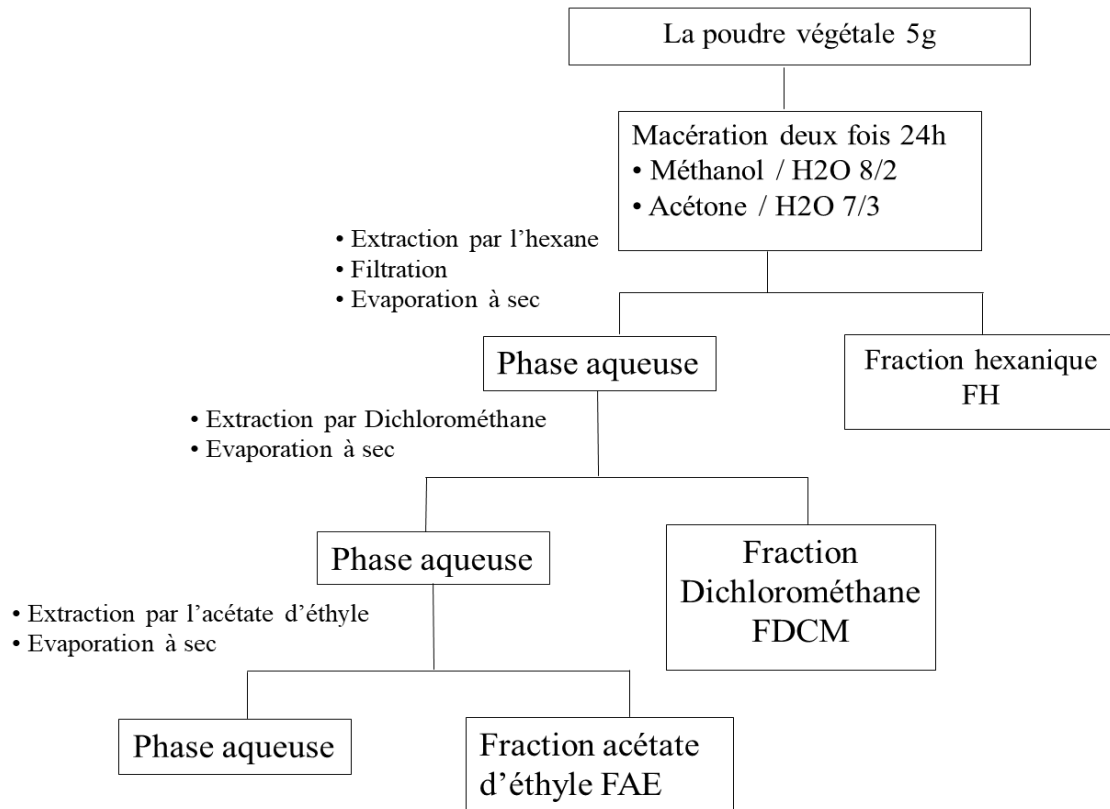 La poudre végétale 5g
Macération deux fois 24h
• Méthanol / H2O 8/2
• Acétone / H2O 7/3
• Extraction par l’hexane
• Filtration
• Evaporation à sec
Phase aqueuse
Fraction hexanique
FH
• Extraction par Dichlorométhane
• Evaporation à sec
Phase aqueuse
Fraction
Dichlorométhane
FDCM
• Extraction par l’acétate d’éthyle
• Evaporation à sec
Phase aqueuse
Fraction acétate
d’éthyle FAE